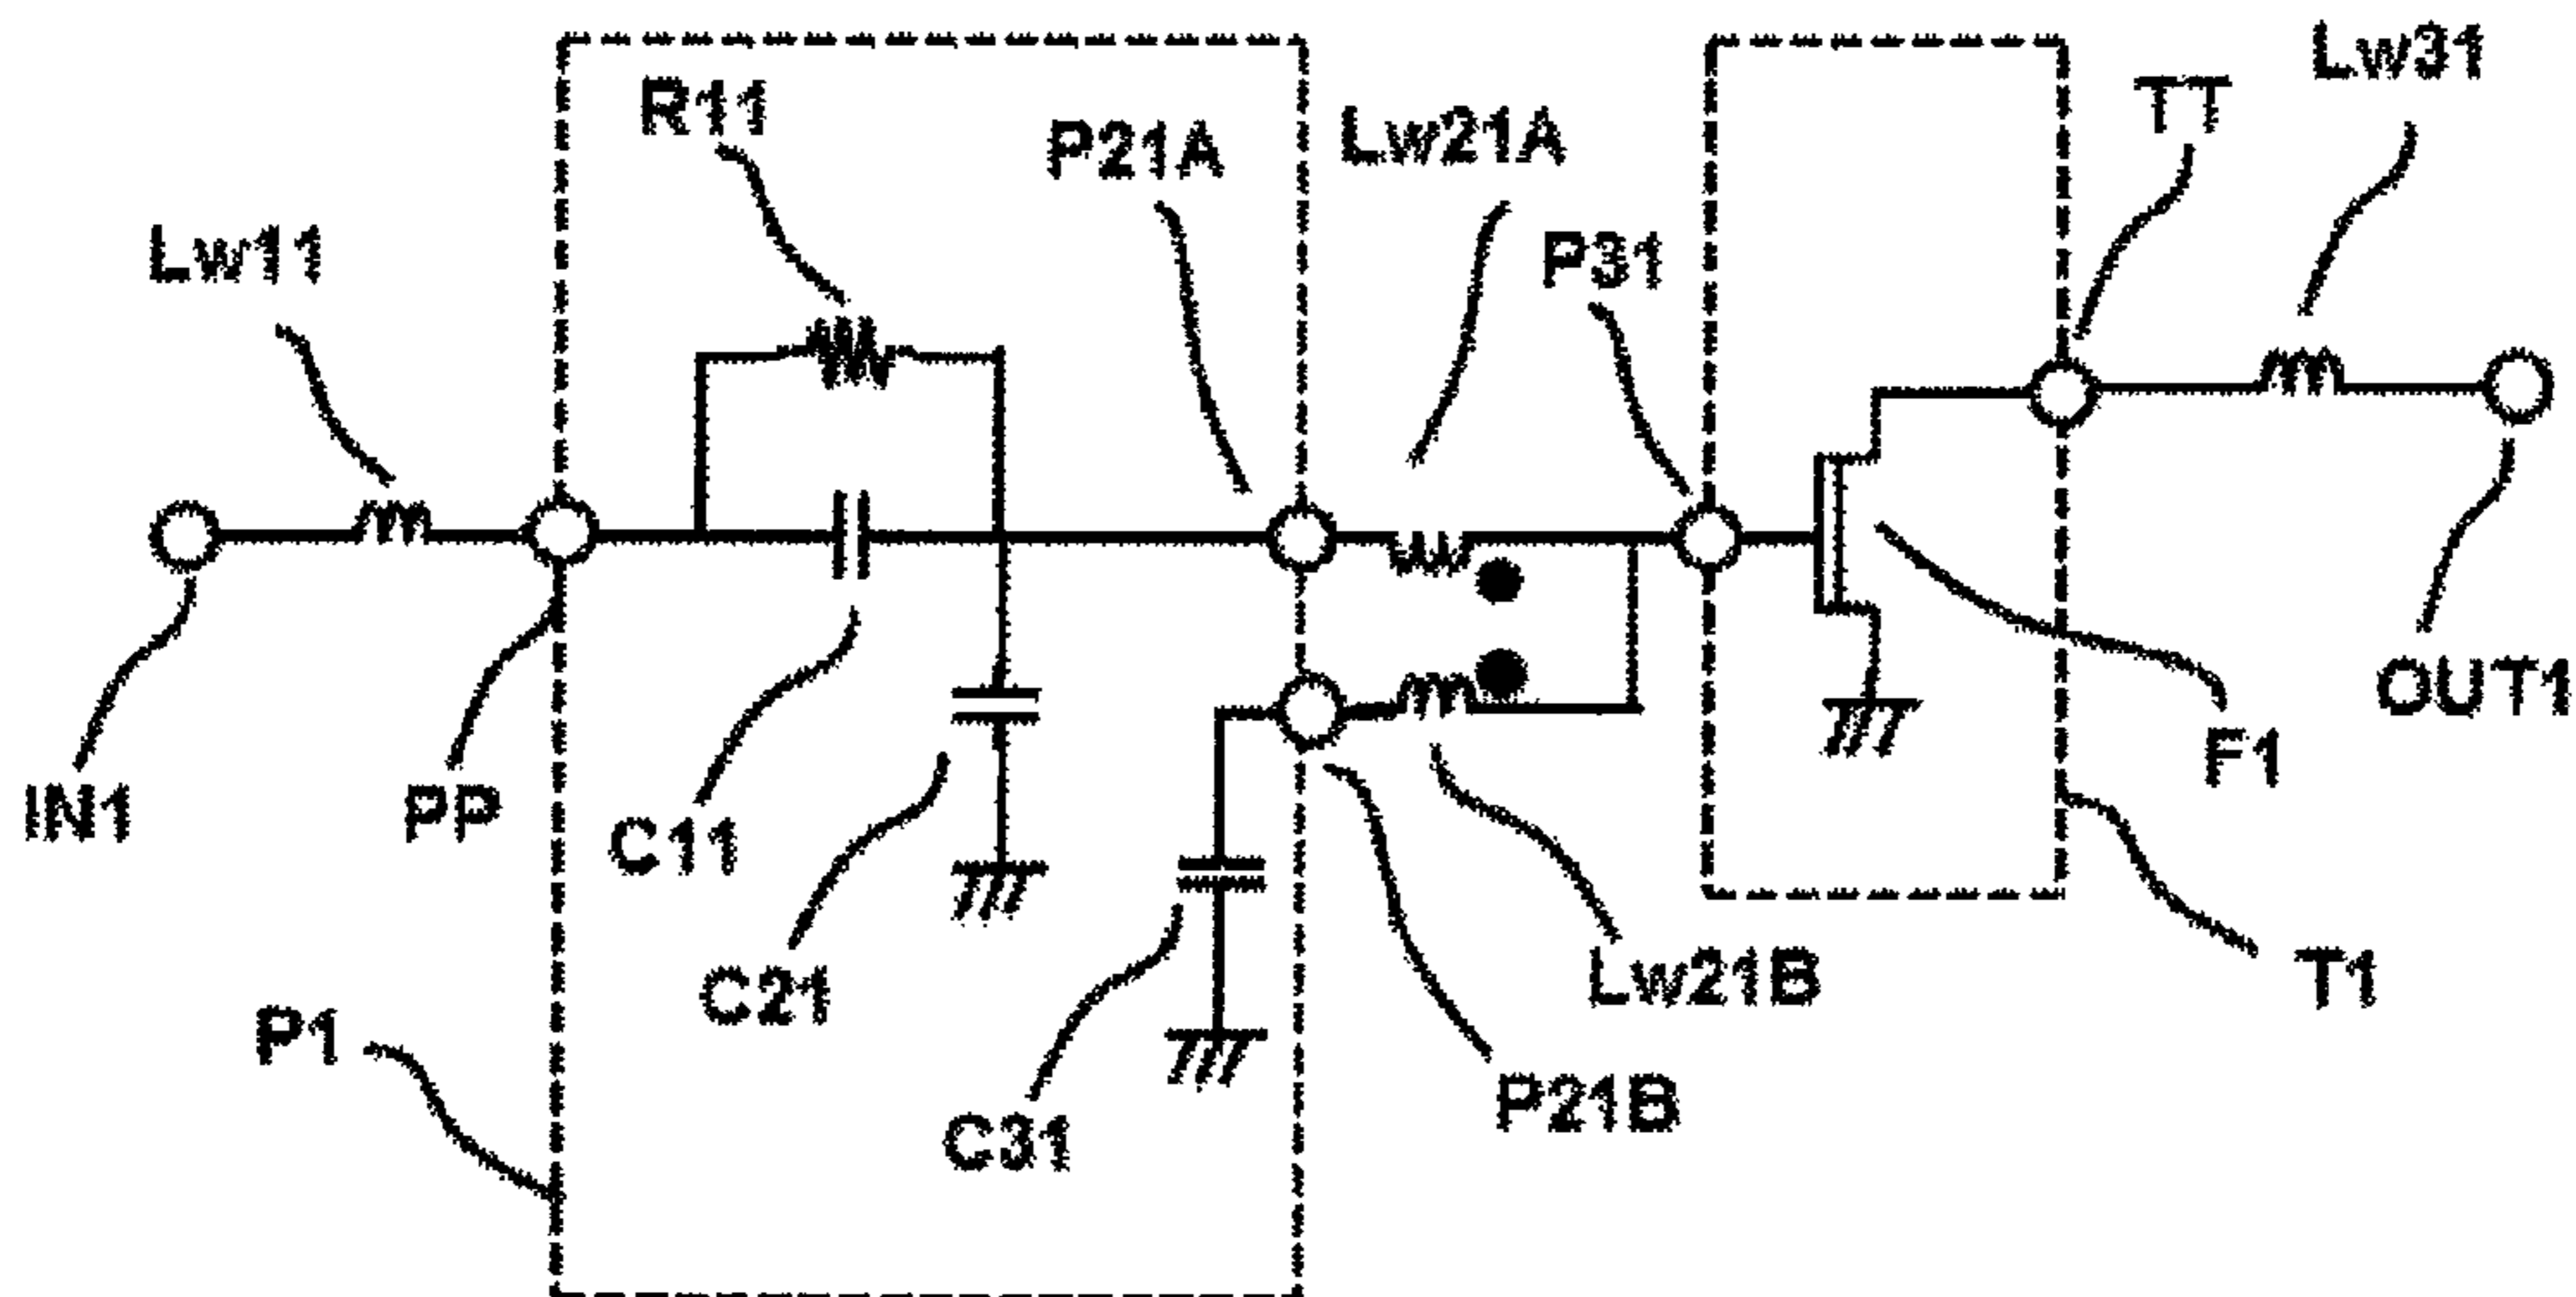 Lw31
TT
R11
Lw21A
P21A
Lw11
P31
OUT1
F1
IN1
PP
C11
Lw21B
T1
C21
P1
P21B
C31